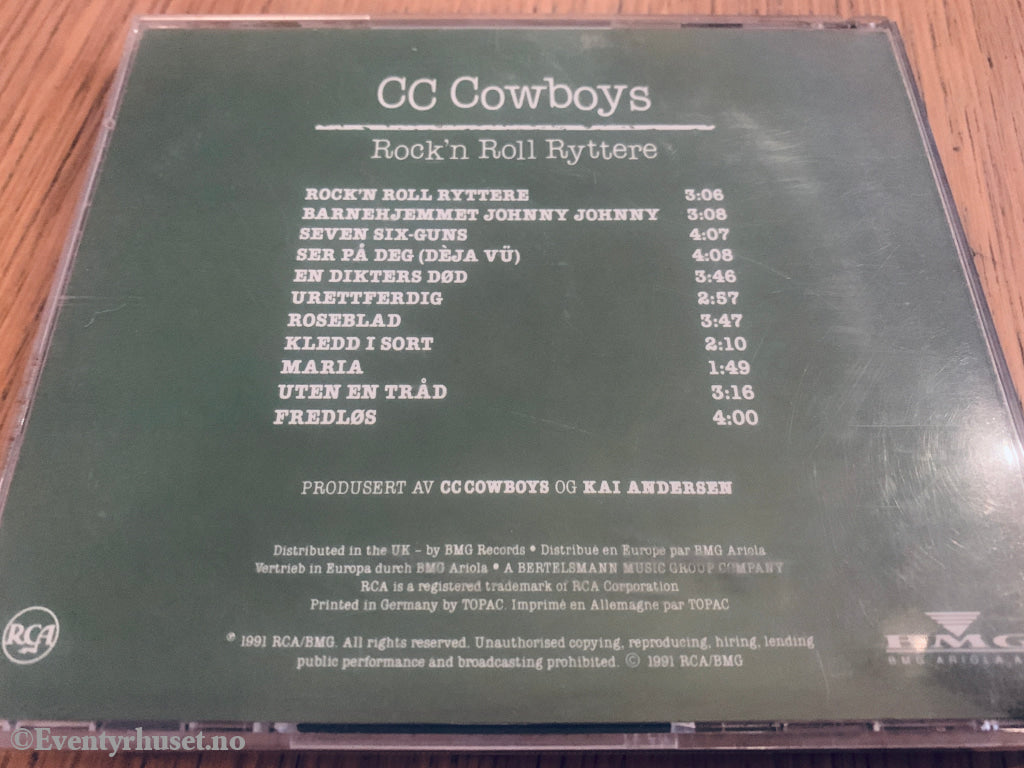 CC Cowboys
Rock'n Roll Ryttere
ROCK'N ROLL RYTTERE 3:06
BARNEHJEMMET JOHNNY JOHNNY 3:08
SEVEN SIX-GUNS 4:07
SER PÅ DEG (DÈJA VÜ) 4:08
EN DIKTERS DØD 3:46
URETTFERDIG 2:57
ROSEBLAD 3:47
KLEDD I SORT 2:10
MARIA 1:49
UTEN EN TRÅD 3:16
FREDLØS 4:00
PRODUSERT AV CC COWBOYS OG KAI ANDERSEN
Distributed in the UK – by BMG Records • Distribué en Europe par BMG Ariola
Vertrieb in Europa durch BMG Ariola • A BERTELSMANN MUSIC GROUP COMPANY
RCA is a registered trademark of RCA Corporation
Printed in Germany by TOPAC. Imprimé en Allemagne par TOPAC
℗ 1991 RCA/BMG. All rights reserved. Unauthorised copying, reproducing, hiring, lending
public performance and broadcasting prohibited. © 1991 RCA/BMG
RCA
BMG
BMG ARIOLA A
©Eventyrhuset.no